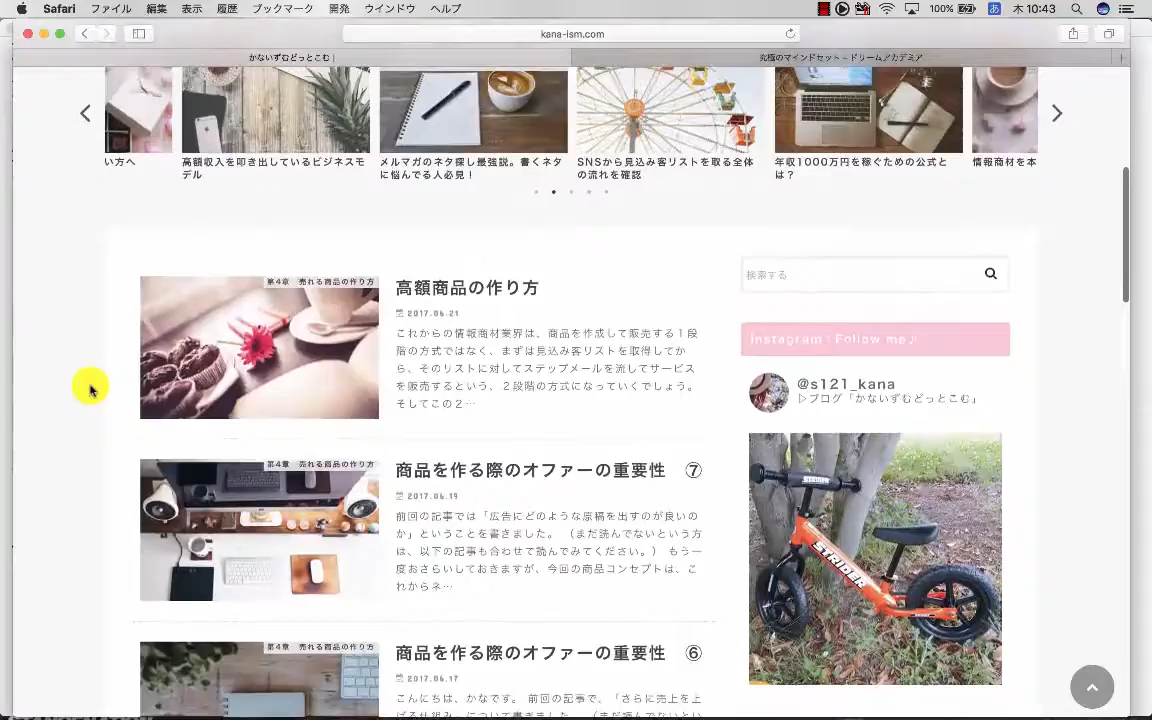 Safari ファイル 編集 表示 履歴 ブックマーク 開発 ウインドウ ヘルプ 100% あ 木 10:43
kana-ism.com
かないずむどっとこむ |
究極のマインドセット - ドリームアカデミア
い方へ
高額収入を叩き出しているビジネスモ
デル
メルマガのネタ探し最強説。書くネタ
に悩んでる人必見！
SNSから見込み客リストを取る全体
の流れを確認
年収1000万円を稼ぐための公式と
は？
情報商材を本
第4章 売れる商品の作り方
高額商品の作り方
2017.06.21
これからの情報商材業界は、商品を作成して販売する１段
階の方式ではなく、まずは見込み客リストを取得してか
ら、そのリストに対してステップメールを流してサービス
を販売するという、２段階の方式になっていくでしょう。
そしてこの２…
第4章 売れる商品の作り方
商品を作る際のオファーの重要性 ⑦
2017.06.19
前回の記事では「広告にどのような原稿を出すのが良いの
か」ということを書きました。 （まだ読んでないという方
は、以下の記事も合わせて読んでみてください。） もう一
度おさらいしておきますが、今回の商品コンセプトは、こ
れからネ…
第4章 売れる商品の作り方
商品を作る際のオファーの重要性 ⑥
2017.06.17
こんにちは、かなです。 前回の記事で、「さらに売上を上
げる仕組み」について書きました。 （まだ読んでないとい
検索する
Instagram：Follow me♪
@s121_kana
▷ブログ「かないずむどっとこむ」
STRIDER
STRIDER